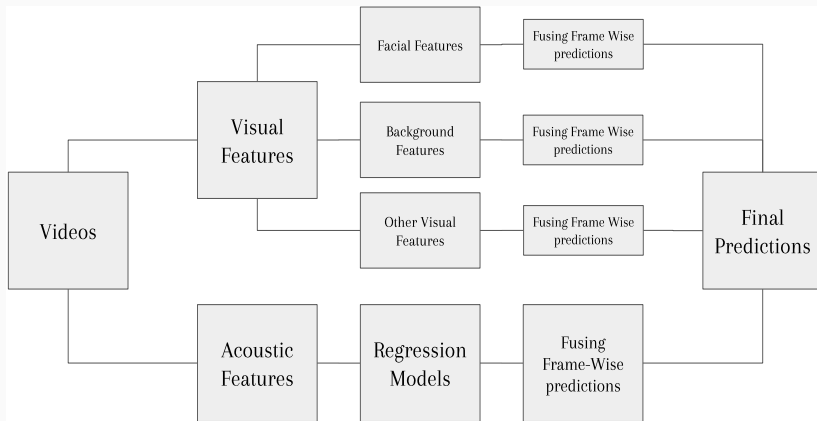 Facial Features
Fusing Frame Wise
predictions
Visual
Features
Background
Features
Fusing Frame Wise
predictions
Videos
Other Visual
Features
Fusing Frame Wise
predictions
Final
Predictions
Acoustic
Features
Regression
Models
Fusing
Frame-Wise
predictions